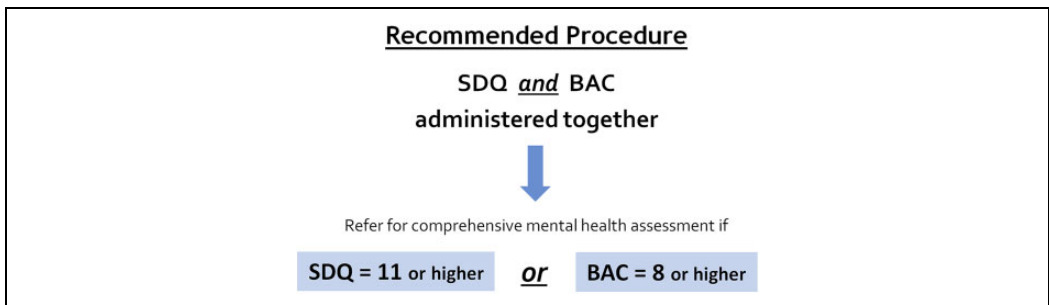 Recommended Procedure
SDQ and BAC
administered together
Refer for comprehensive mental health assessment if
SDQ = 11 or higher or BAC = 8 or higher